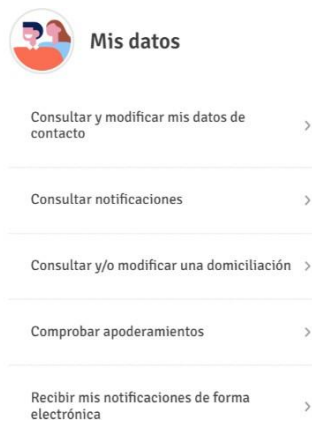 Mis datos
Consultar y modificar mis datos de
contacto
Consultar notificaciones
Consultar y/o modificar una domiciliación
Comprobar apoderamientos
Recibir mis notificaciones de forma
electrónica